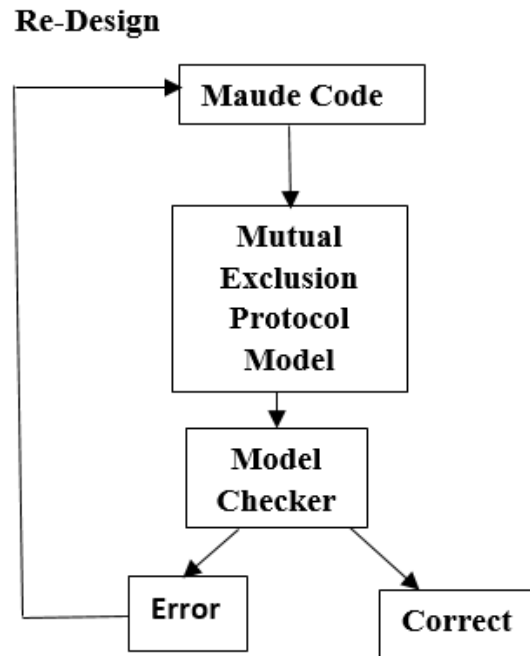 Re-Design
Maude Code
Mutual
Exclusion
Protocol
Model
Model
Checker
Error
Correct